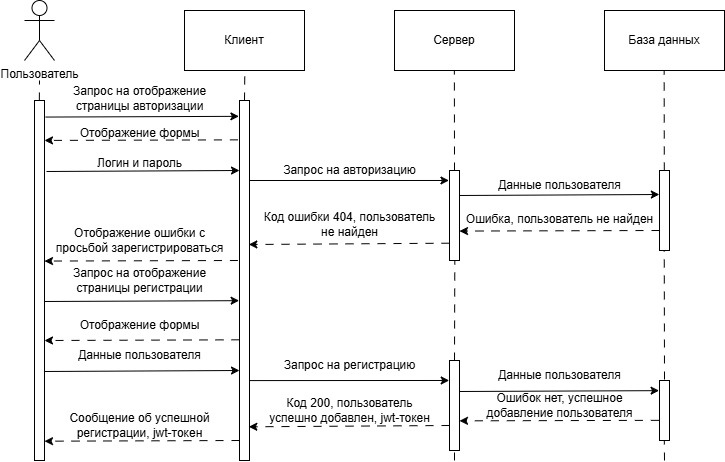 Пользователь
Клиент
Сервер
База данных
Запрос на отображение
страницы авторизации
Отображение формы
Логин и пароль
Запрос на авторизацию
Данные пользователя
Код ошибки 404, пользователь
не найден
Ошибка, пользователь не найден
Отображение ошибки с
просьбой зарегистрироваться
Запрос на отображение
страницы регистрации
Отображение формы
Данные пользователя
Запрос на регистрацию
Данные пользователя
Код 200, пользователь
успешно добавлен, jwt-токен
Ошибок нет, успешное
добавление пользователя
Сообщение об успешной
регистрации, jwt-токен